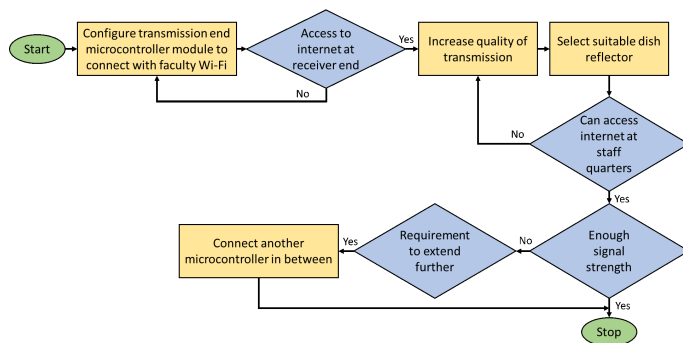 Start
Configure transmission end
microcontroller module to
connect with faculty Wi-Fi
Access to
internet at
receiver end
Yes
No
Increase quality of
transmission
Select suitable dish
reflector
Can access
internet at
staff
quarters
No
Yes
Enough
signal
strength
No
Requirement
to extend
further
Yes
Connect another
microcontroller in between
Yes
Stop